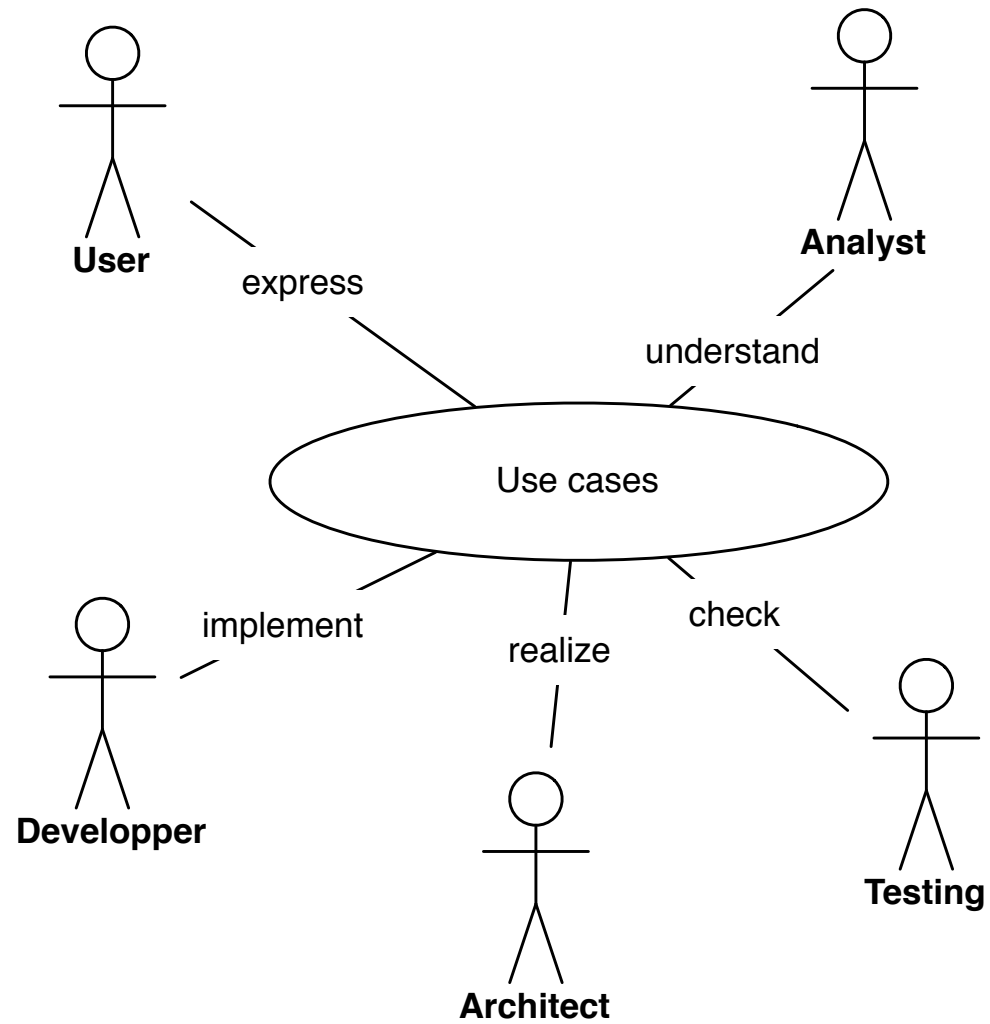 User
Analyst
express
understand
Use cases
implement
check
realize
Developper
Testing
Architect